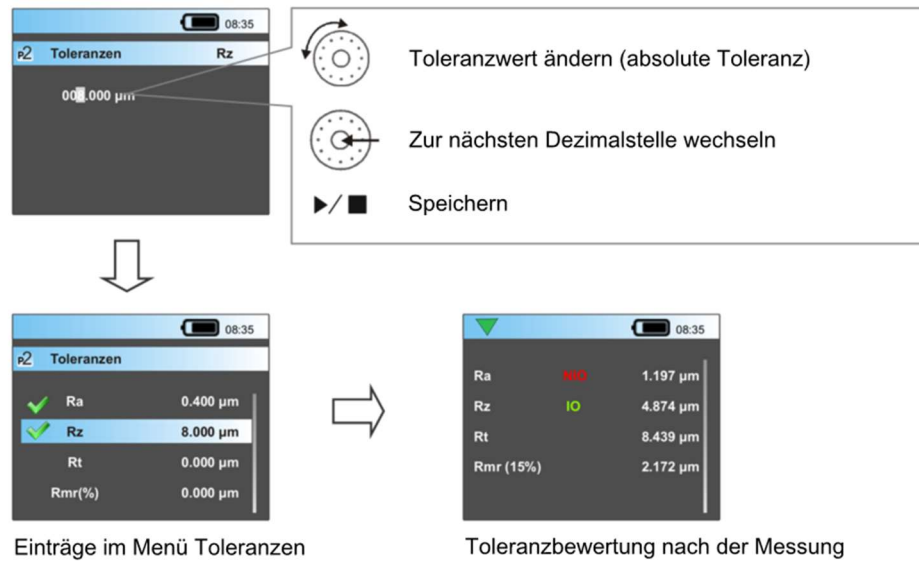 08:35
P2 Toleranzen Rz
008.000 µm
Toleranzwert ändern (absolute Toleranz)
Zur nächsten Dezimalstelle wechseln
▶/■ Speichern
08:35
P2 Toleranzen
Ra 0.400 µm
Rz 8.000 µm
Rt 0.000 µm
Rmr(%) 0.000 µm
Einträge im Menü Toleranzen
08:35
Ra NIO 1.197 µm
Rz IO 4.874 µm
Rt 8.439 µm
Rmr (15%) 2.172 µm
Toleranzbewertung nach der Messung